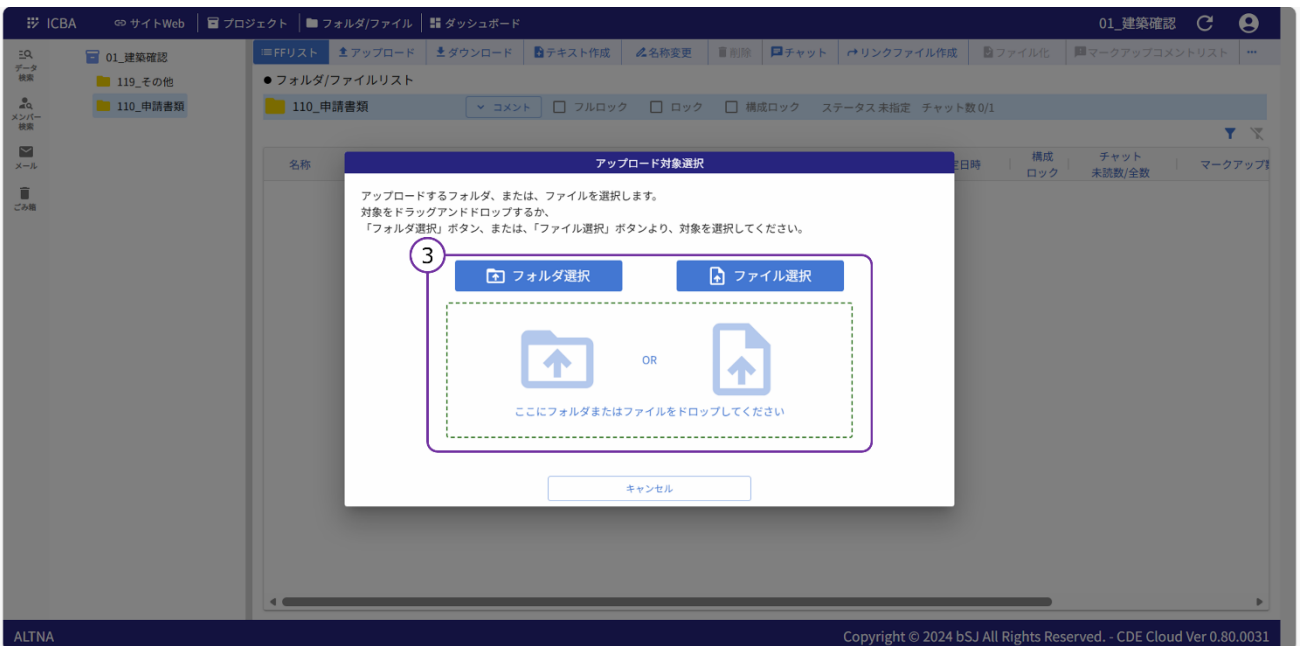 ICBA サイトWeb プロジェクト フォルダ/ファイル ダッシュボード 01_建築確認
データ
検索
メンバー
検索
メール
ごみ箱
01_建築確認
119_その他
110_申請書類
FFリスト アップロード ダウンロード テキスト作成 名称変更 削除 チャット リンクファイル作成 ファイル化 マークアップコメントリスト ...
●フォルダ/ファイルリスト
110_申請書類 コメント フルロック ロック 構成ロック ステータス 未指定 チャット数 0/1
名称 定日時 構成 チャット マークアップ数
ロック 未読数/全数
アップロード対象選択
アップロードするフォルダ、または、ファイルを選択します。
対象をドラッグアンドドロップするか、
「フォルダ選択」ボタン、または、「ファイル選択」ボタンより、対象を選択してください。
3
フォルダ選択 ファイル選択
OR
ここにフォルダまたはファイルをドロップしてください
キャンセル
ALTNA Copyright © 2024 bSJ All Rights Reserved. - CDE Cloud Ver 0.80.0031